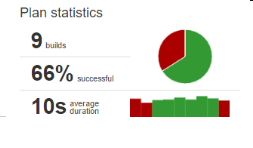 Plan statistics
9 builds
66% successful
10s average duration